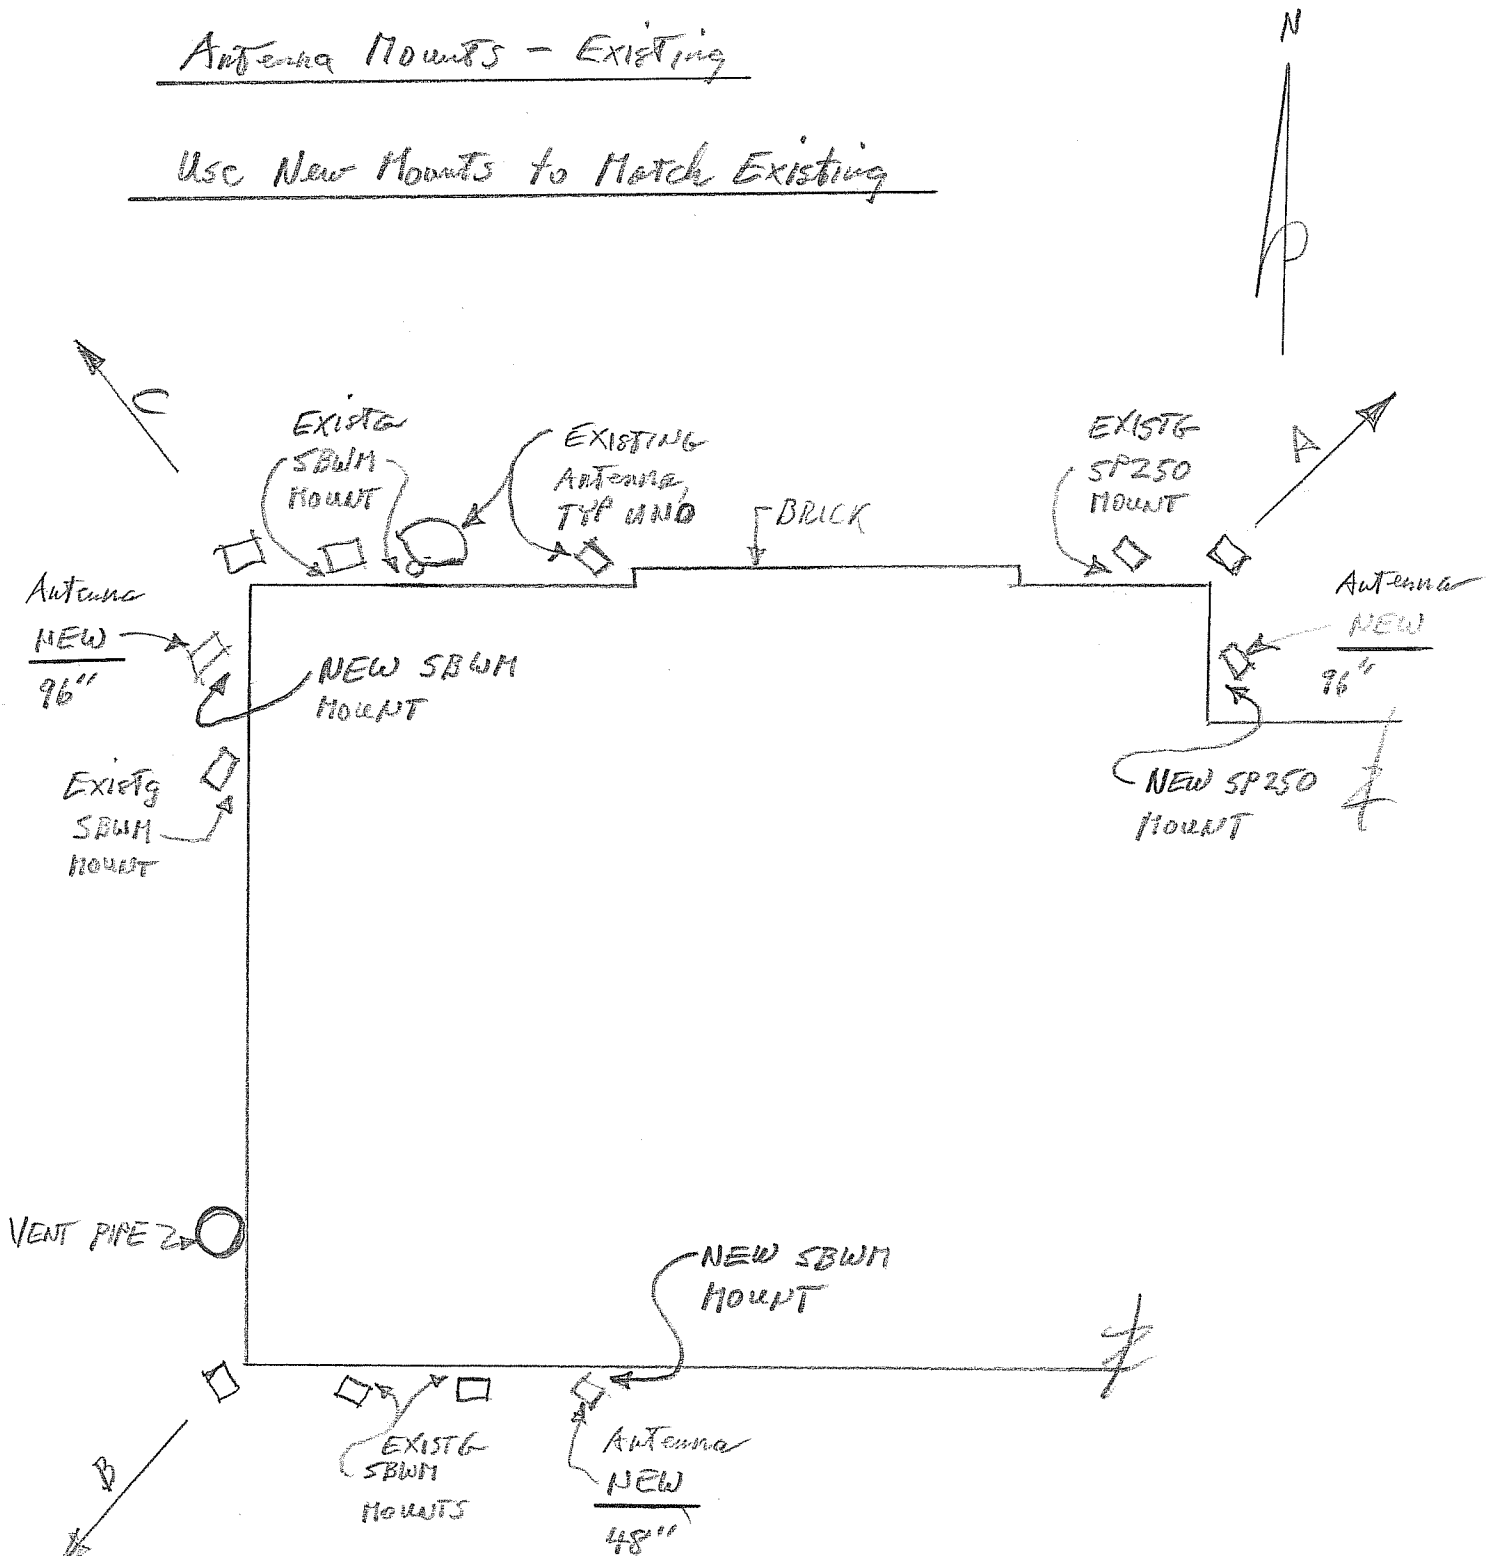 Antenna Mounts - Existing
Use New Mounts to Match Existing
N
C
EXISTG
SBWM
MOUNT
EXISTING
Antenna,
TYP UNO
BRICK
EXISTG
SP250
MOUNT
A
Antenna
NEW
96"
NEW SBWM
MOUNT
Antenna
NEW
96"
Existg
SBWM
MOUNT
NEW SP250
MOUNT
VENT PIPE
NEW SBWM
MOUNT
B
EXISTG
SBWM
MOUNTS
Antenna
NEW
48"